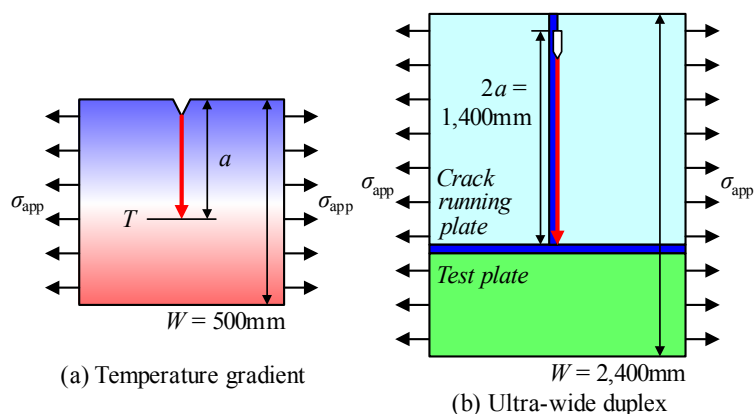 a
σapp
T
σapp
W = 500mm
(a) Temperature gradient
2a =
1,400mm
σapp
Crack
running
plate
σapp
Test plate
W = 2,400mm
(b) Ultra-wide duplex